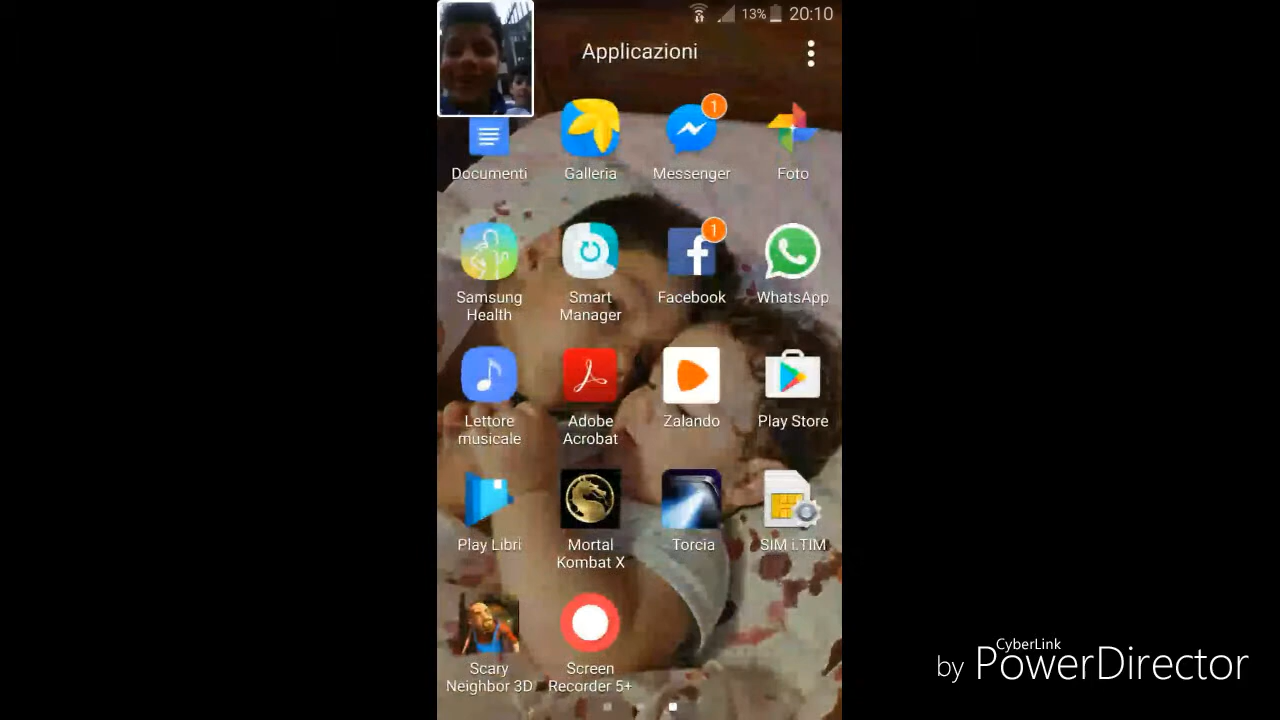 13% 20:10
Applicazioni
1
Documenti Galleria Messenger Foto
1
Samsung Health Smart Manager Facebook WhatsApp
Lettore musicale Adobe Acrobat Zalando Play Store
Play Libri Mortal Kombat X Torcia SIM i.TIM
Scary Neighbor 3D Screen Recorder 5+
CyberLink
by PowerDirector